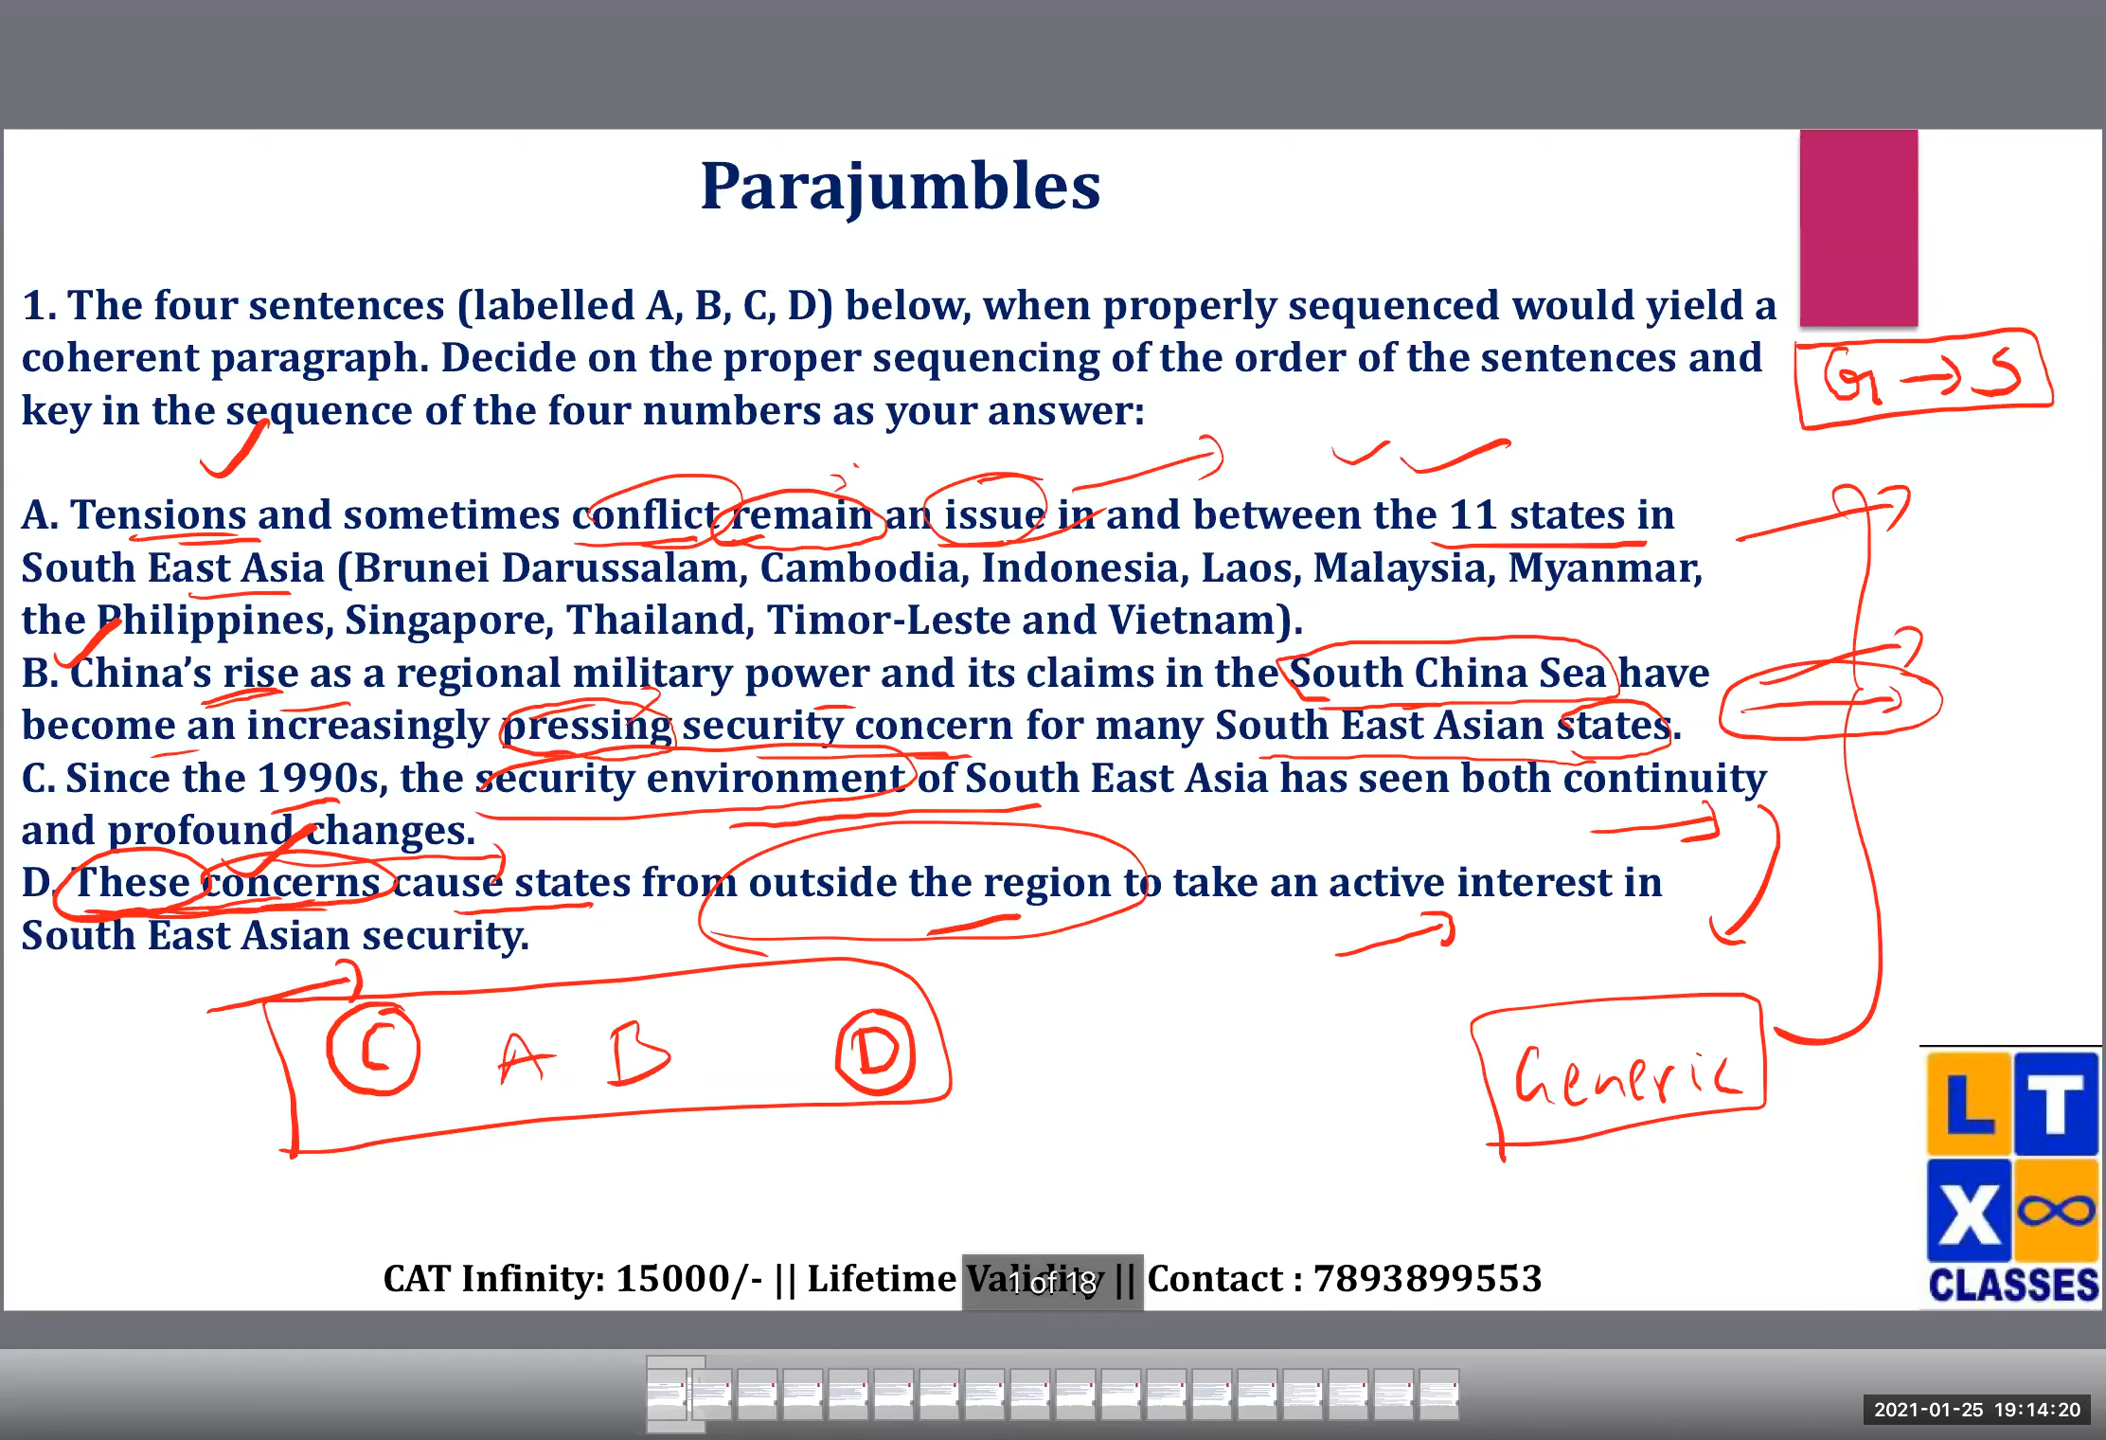 Parajumbles
1. The four sentences (labelled A, B, C, D) below, when properly sequenced would yield a
coherent paragraph. Decide on the proper sequencing of the order of the sentences and
key in the sequence of the four numbers as your answer:
G → S
A. Tensions and sometimes conflict remain an issue in and between the 11 states in
South East Asia (Brunei Darussalam, Cambodia, Indonesia, Laos, Malaysia, Myanmar,
the Philippines, Singapore, Thailand, Timor-Leste and Vietnam).
B. China’s rise as a regional military power and its claims in the South China Sea have
become an increasingly pressing security concern for many South East Asian states.
C. Since the 1990s, the security environment of South East Asia has seen both continuity
and profound changes.
D. These concerns cause states from outside the region to take an active interest in
South East Asian security.
C A B D
Generic
L T
X ∞
CLASSES
CAT Infinity: 15000/- || Lifetime Validity || Contact : 7893899553
1 of 18
2021-01-25 19:14:20